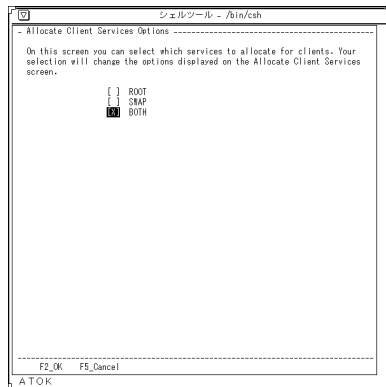 シェルツール - /bin/csh
- Allocate Client Services Options -
On this screen you can select which services to allocate for clients. Your
selection will change the options displayed on the Allocate Client Services
screen.
[ ] ROOT
[ ] SWAP
[X] BOTH
F2_OK F5_Cancel
ATOK